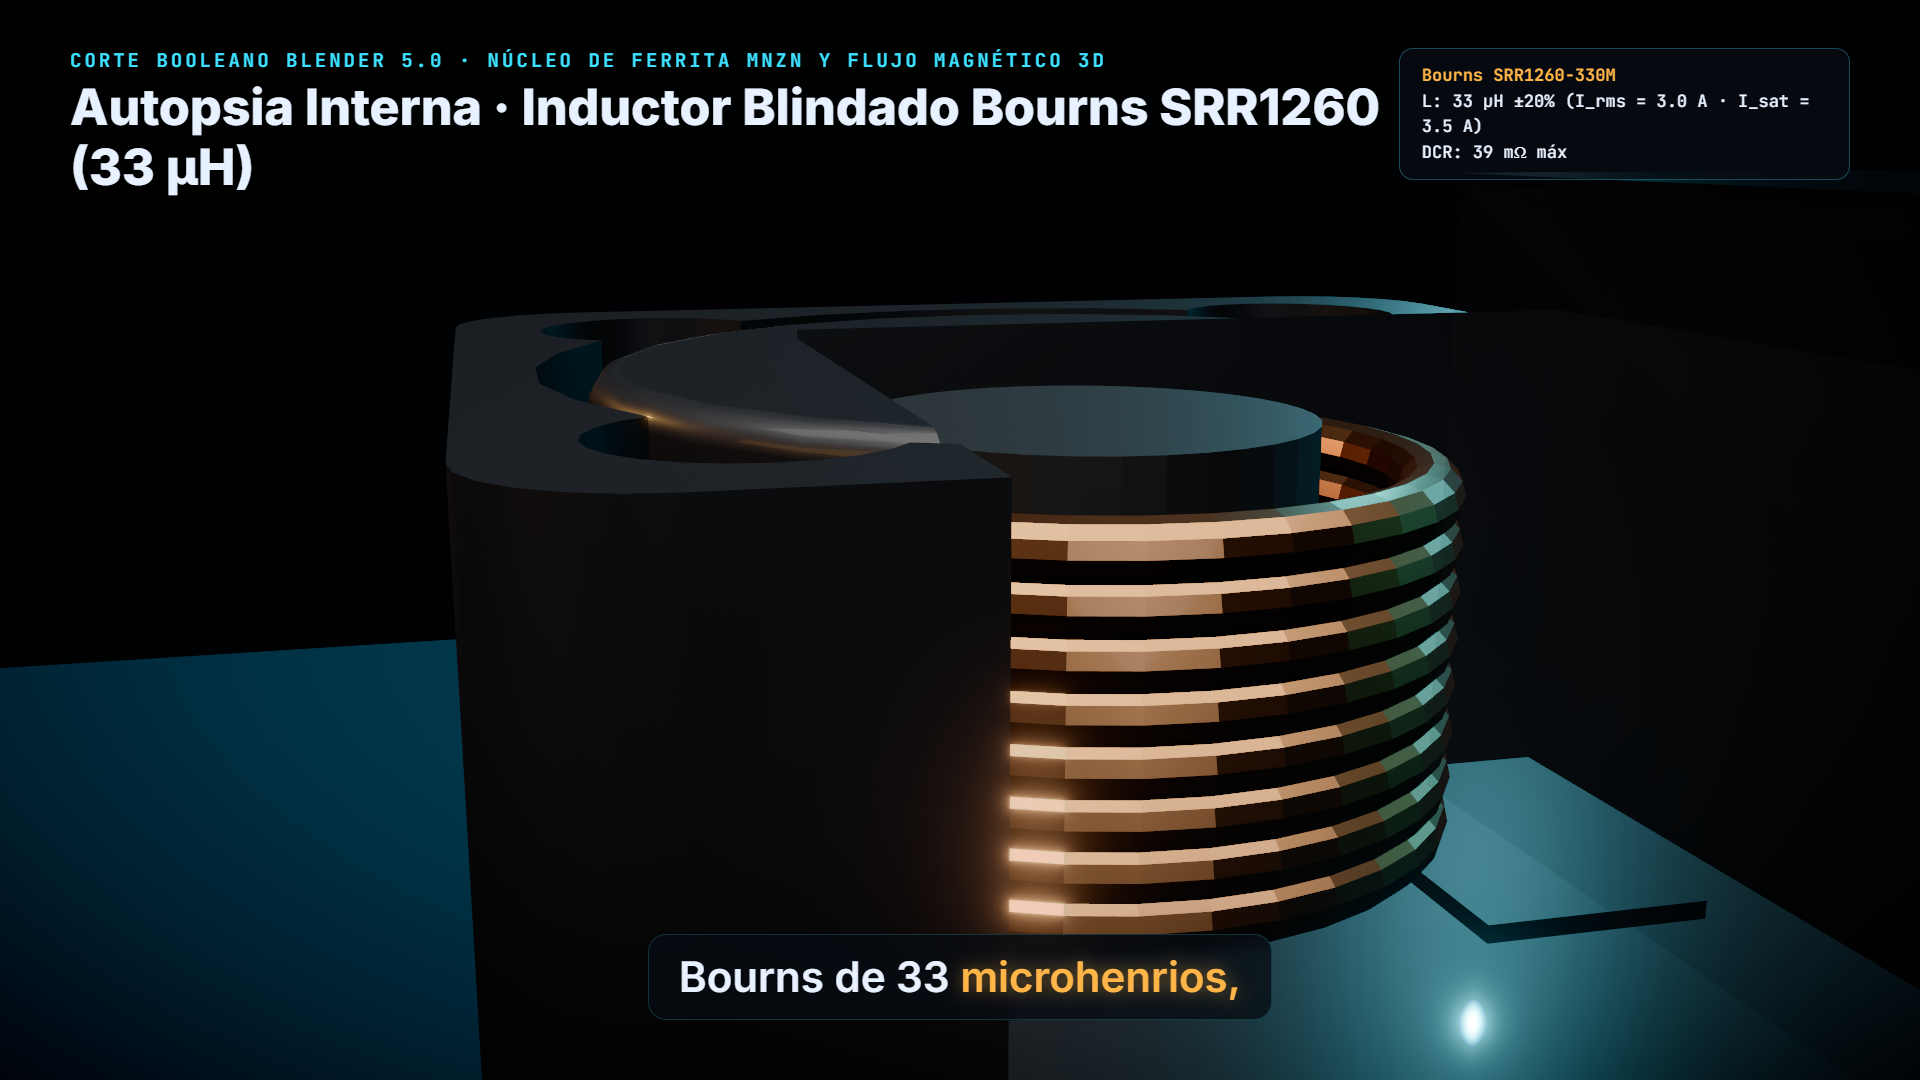 CORTE BOOLEANO BLENDER 5.0 · NÚCLEO DE FERRITA MNZN Y FLUJO MAGNÉTICO 3D
Autopsia Interna · Inductor Blindado Bourns SRR1260
(33 µH)
Bourns SRR1260-330M
L: 33 µH ±20% (I_rms = 3.0 A · I_sat =
3.5 A)
DCR: 39 mΩ máx
Bourns de 33 microhenrios,